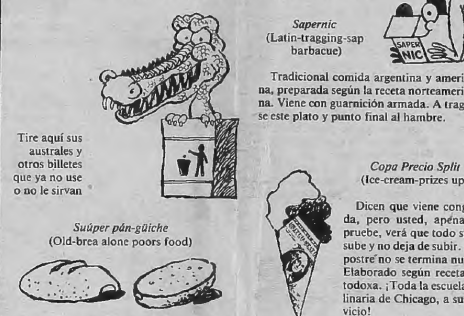 Tire aquí sus
australes y
otros billetes
que ya no use
o no le sirvan
Suúper pán-güiche
(Old-brea alone poors food)
Sapernic
(Latin-tragging-sap
barbacue)
SAPER
NIC
Tradicional comida argentina y ameri
na, preparada según la receta norteameri
na. Viene con guarnición armada. A trag
se este plato y punto final al hambre.
Copa Precio Split
(Ice-cream-prizes up
Dicen que viene cong
da, pero usted, apenas
pruebe, verá que todo s
sube y no deja de subir.
postre no se termina nu
Elaborado según receta
todoxa. ¡Toda la escuela
linaria de Chicago, a su
vicio!